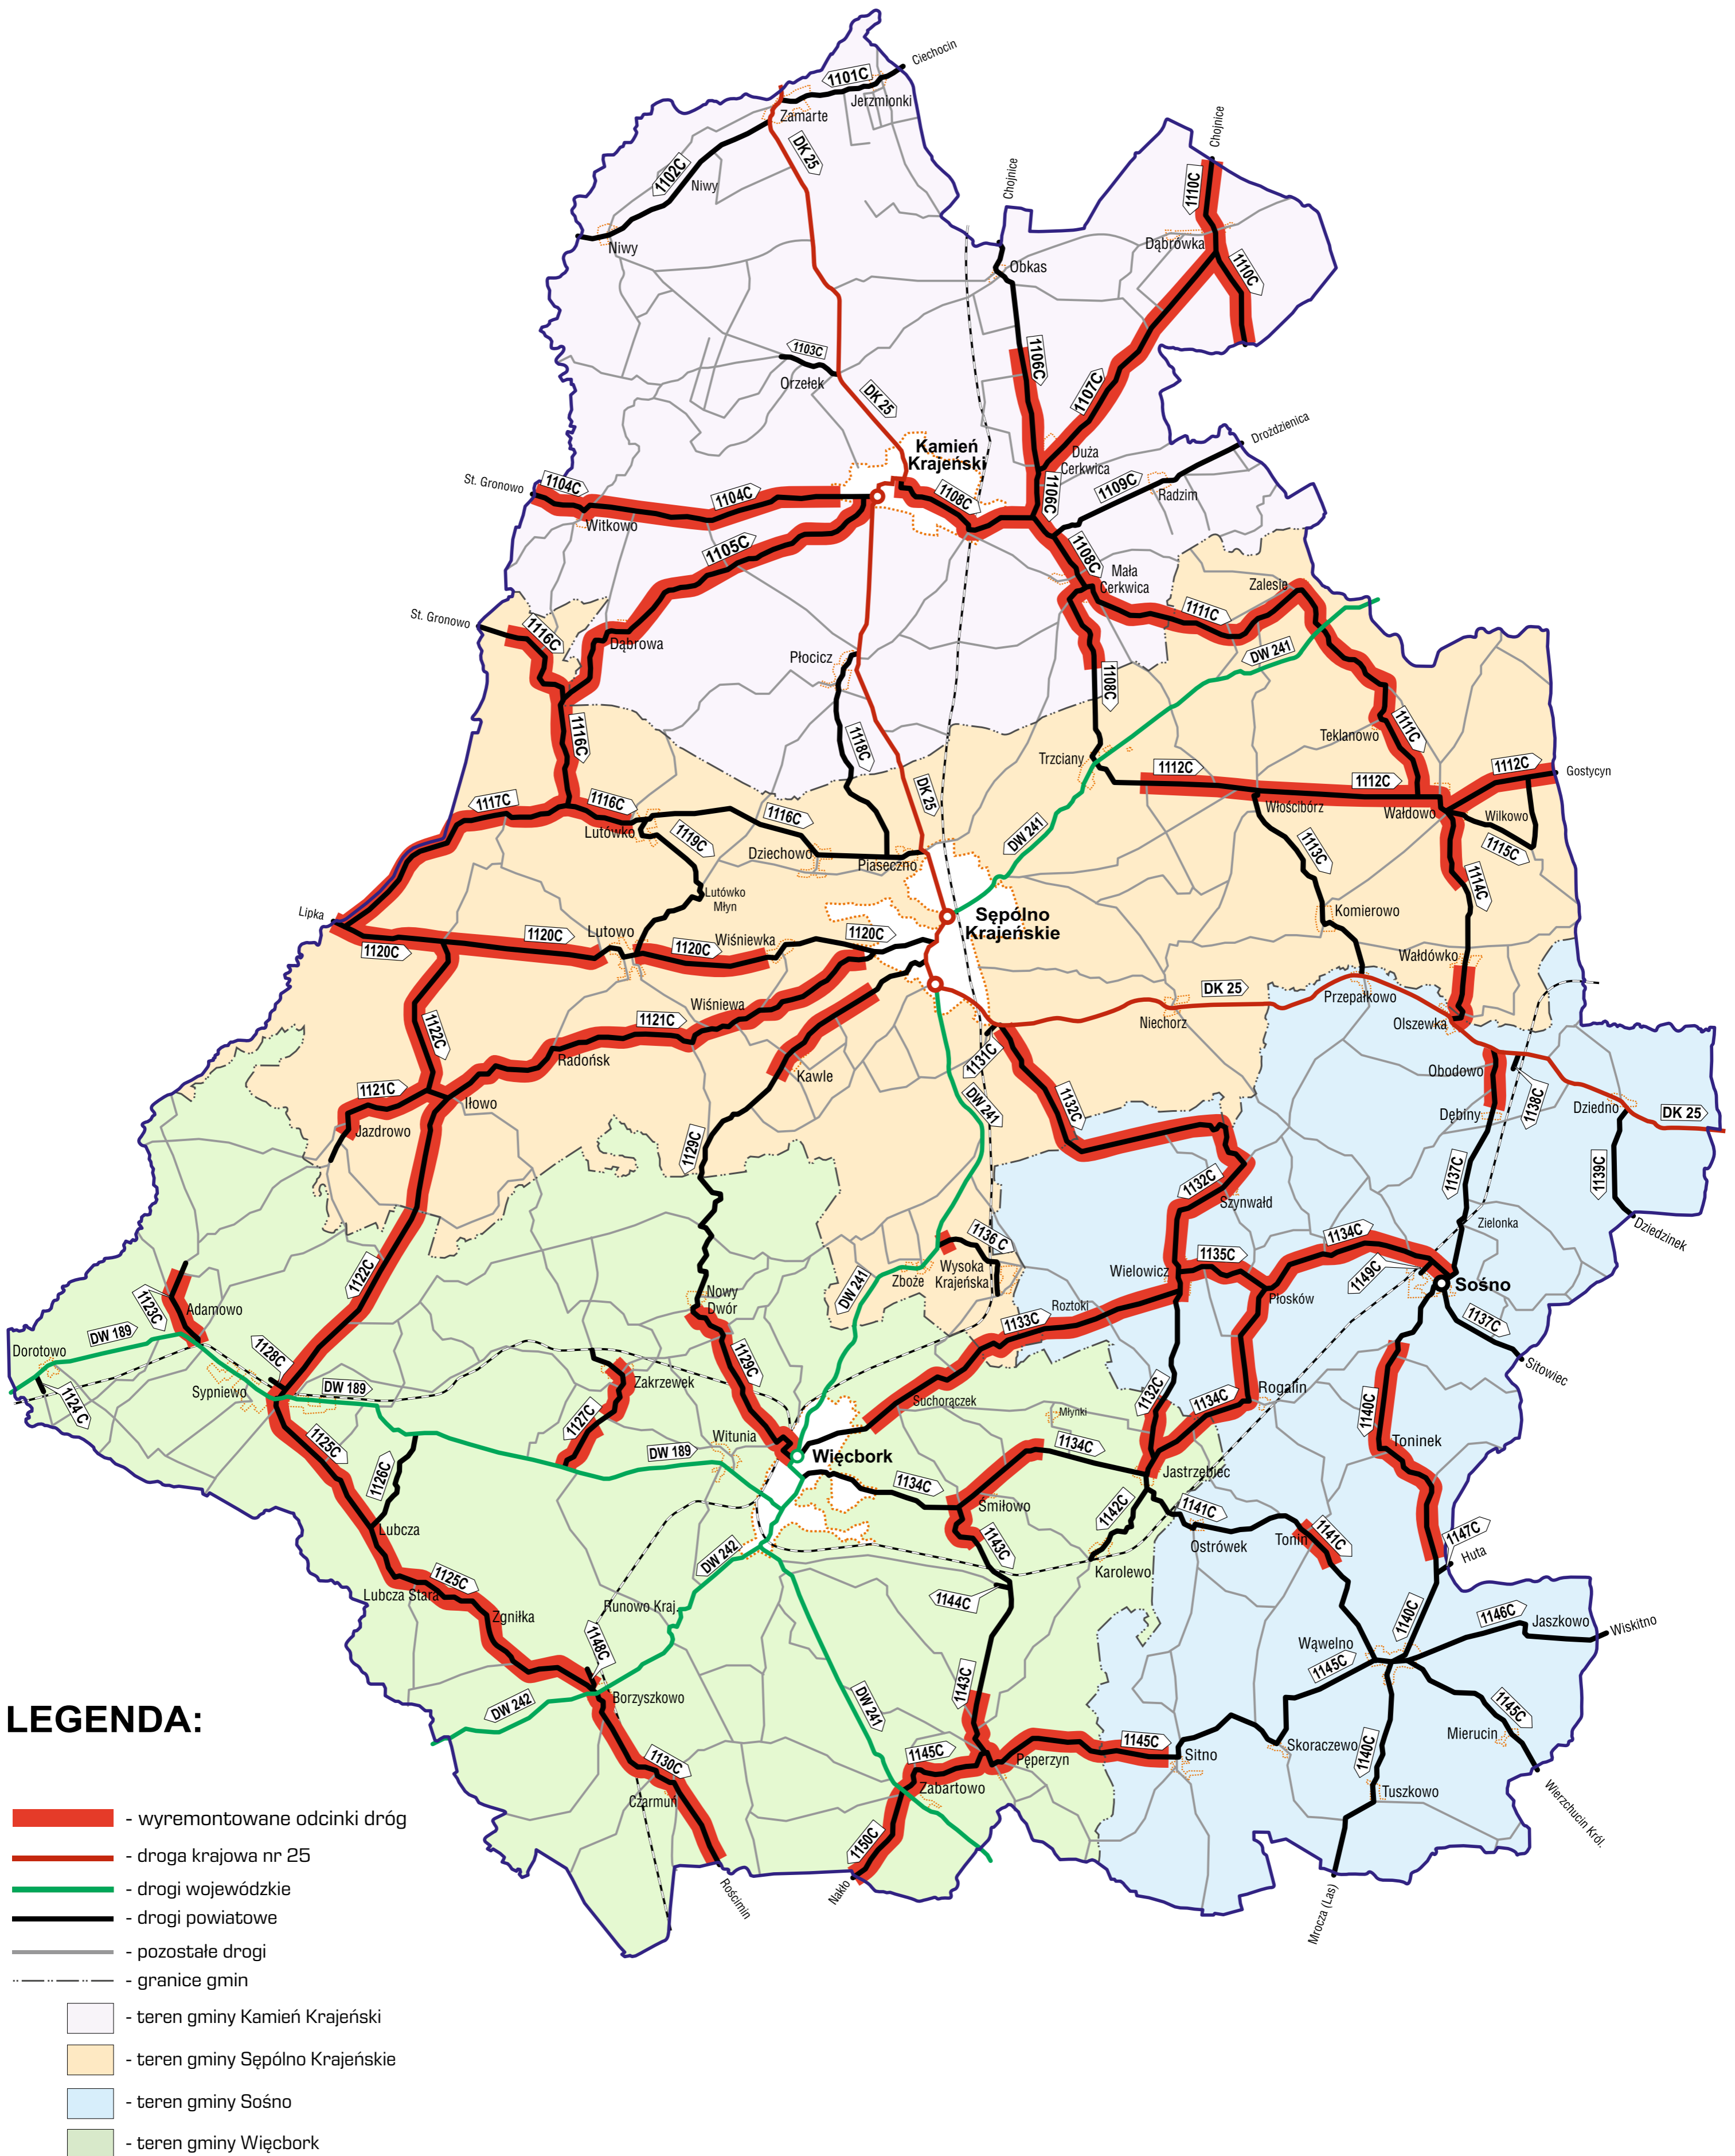 Ciechocin
1101C
Jerzmionki
Zamarte
DK 25
1102C
Niwy
Niwy
Chojnice
Chojnice
1110C
Dąbrówka
1110C
Obkas
1103C
Orzełek
DK 25
1106C
1107C
Kamień
Krajeński
Duża
Cerkwica
Drożdzienica
St. Gronowo
1104C
1104C
Witkowo
1108C
1106C
1109C
Radzim
1105C
1108C
Mała
Cerkwica
Zalesie
St. Gronowo
1116C
Dąbrowa
1111C
Płocicz
DW 241
1108C
1116C
1118C
Teklanowo
1111C
Trzciany
1112C
1112C
1112C
Gostycyn
DK 25
1117C
1116C
Lutówko
1116C
Włościbórz
Wałdowo
Wilkowo
1119C
Dziechowo
Piaseczno
DW 241
1113C
1115C
1114C
Lutówko
Młyn
Lipka
Sępólno
Krajeńskie
Komierowo
1120C
1120C
Lutowo
1120C
Wiśniewka
1120C
Wałdówko
Wiśniewa
DK 25
Przepałkowo
Niechorz
Olszewka
1122C
1121C
Radońsk
Kawle
1131C
Obodowo
1138C
1121C
Iłowo
DW 241
1132C
Dębiny
Dziedno
DK 25
Jazdrowo
1129C
1137C
1139C
1132C
Szynwałd
Zielonka
Dziedzinek
1136 C
1134C
Wysoka
Krajeńska
Zboże
Wielowicz
1135C
1149C
Sośno
1122C
DW 241
Płosków
Nowy
Dwór
Roztoki
1133C
1137C
1123C
Adamowo
DW 189
Dorotowo
1128C
1129C
Sitowiec
1124 C
Sypniewo
DW 189
Zakrzewek
Suchorączek
1132C
1134C
Rogalin
1140C
1127C
Młynki
1125C
Witunia
DW 189
Więcbork
1134C
Toninek
1126C
1134C
Jastrzębiec
Śmiłowo
1142C
1141C
Lubcza
1143C
Ostrówek
Tonin
1141C
1147C
Huta
DW 242
Karolewo
1125C
Lubcza Stara
1144C
Zgniłka
Runowo Kraj.
1140C
1146C
Jaszkowo
Wiskitno
1148C
Wąwelno
1145C
1143C
LEGENDA:
Borzyszkowo
DW 242
DW 241
1145C
Mierucin
1145C
Pęperzyn
1145C
Sitno
Skoraczewo
1140C
1130C
Zabartowo
Tuszkowo
Czarmuń
Wierzchucin Król.
- wyremontowane odcinki dróg
1150C
- droga krajowa nr 25
Nakło
Rościmin
- drogi wojewódzkie
Mrocza (Las)
- drogi powiatowe
- pozostałe drogi
- granice gmin
- teren gminy Kamień Krajeński
- teren gminy Sępólno Krajeńskie
- teren gminy Sośno
- teren gminy Więcbork